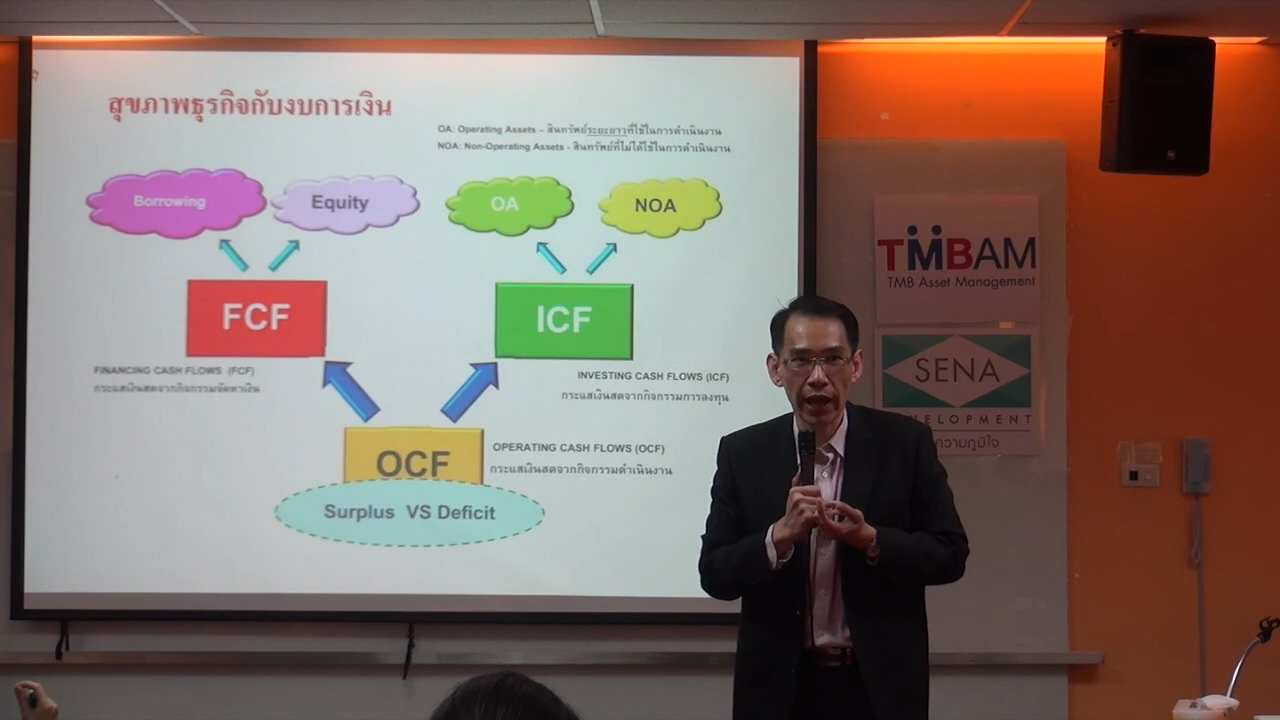 สุขภาพธุรกิจกับงบการเงิน
OA: Operating Assets – สินทรัพย์ระยะยาวที่ใช้ในการดำเนินงาน
NOA: Non-Operating Assets - สินทรัพย์ที่ไม่ได้ใช้ในการดำเนินงาน
Borrowing
Equity
OA
NOA
FCF
ICF
FINANCING CASH FLOWS (FCF)
กระแสเงินสดจากกิจกรรมจัดหาเงิน
INVESTING CASH FLOWS (ICF)
กระแสเงินสดจากกิจกรรมการลงทุน
OCF
OPERATING CASH FLOWS (OCF)
กระแสเงินสดจากกิจกรรมดำเนินงาน
Surplus VS Deficit
TMBAM
TMB Asset Management
SENA
VELOPMENT
ความภูมิใจ